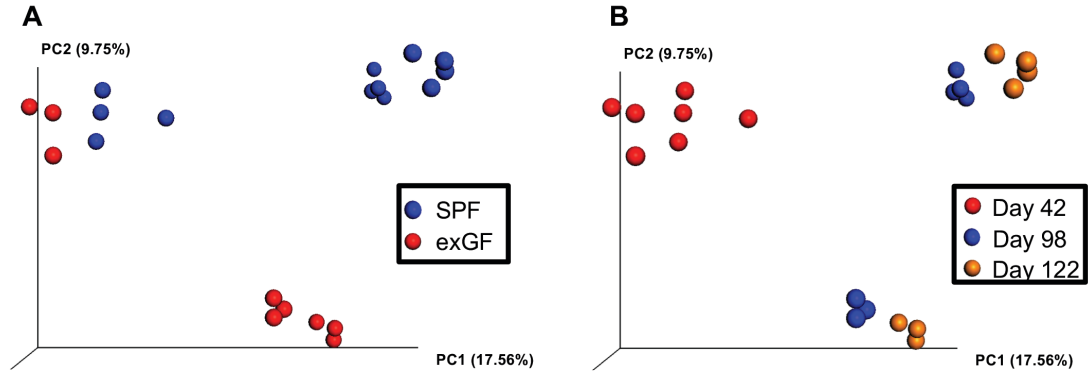 A
PC2 (9.75%)
SPF
exGF
PC1 (17.56%)
B
PC2 (9.75%)
Day 42
Day 98
Day 122
PC1 (17.56%)